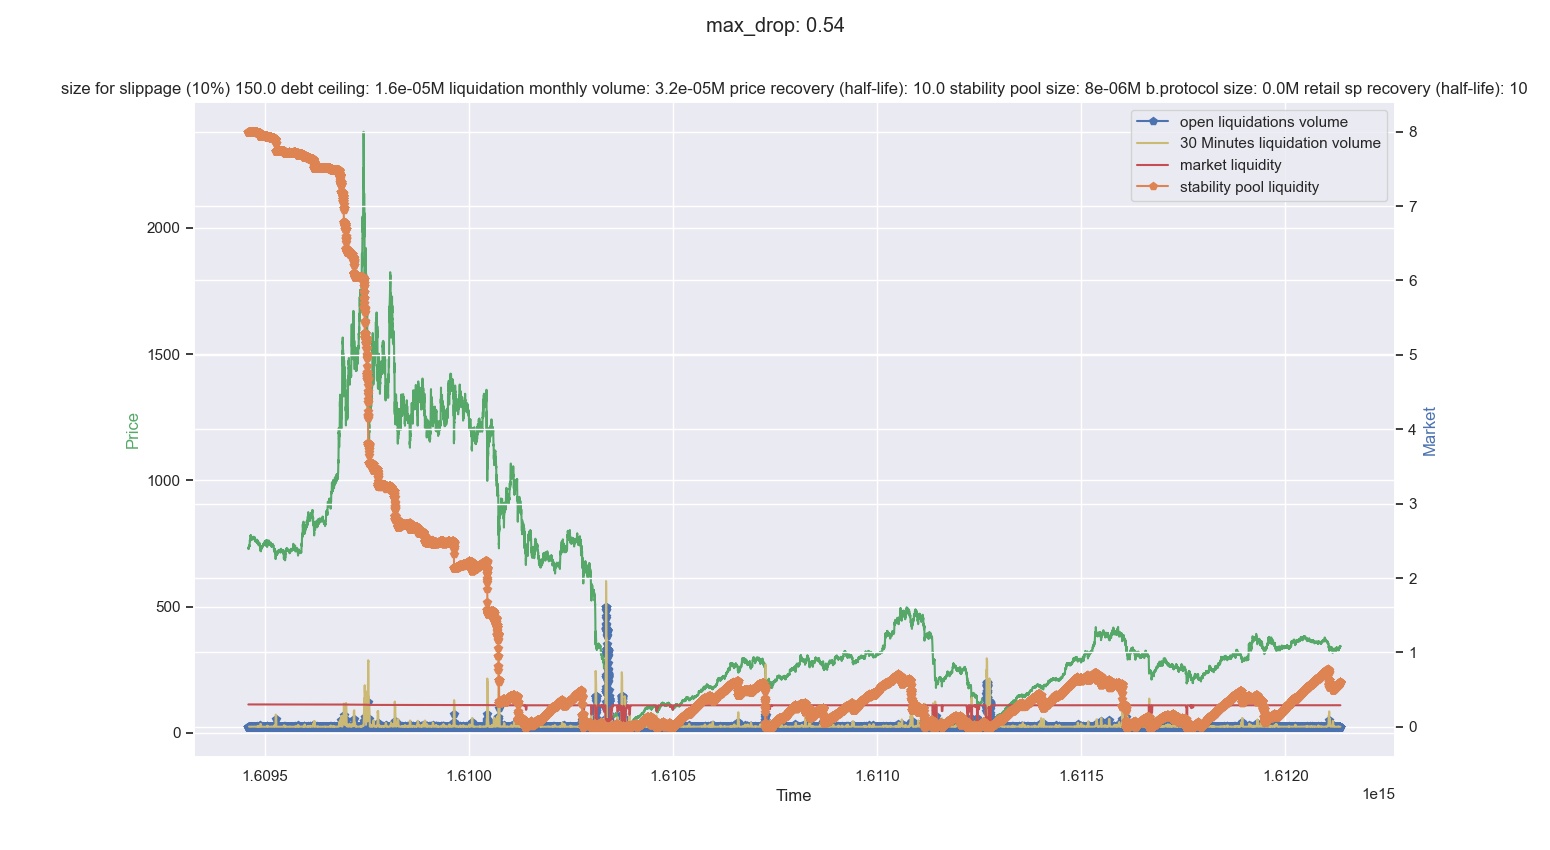 max_drop: 0.54
size for slippage (10%) 150.0 debt ceiling: 1.6e-05M liquidation monthly volume: 3.2e-05M price recovery (half-life): 10.0 stability pool size: 8e-06M b.protocol size: 0.0M retail sp recovery (half-life): 10
open liquidations volume
30 Minutes liquidation volume
market liquidity
stability pool liquidity
2000
1500
1000
500
0
Price
8
7
6
5
4
3
2
1
0
Market
1.6095 1.6100 1.6105 1.6110 1.6115 1.6120
Time
1e15